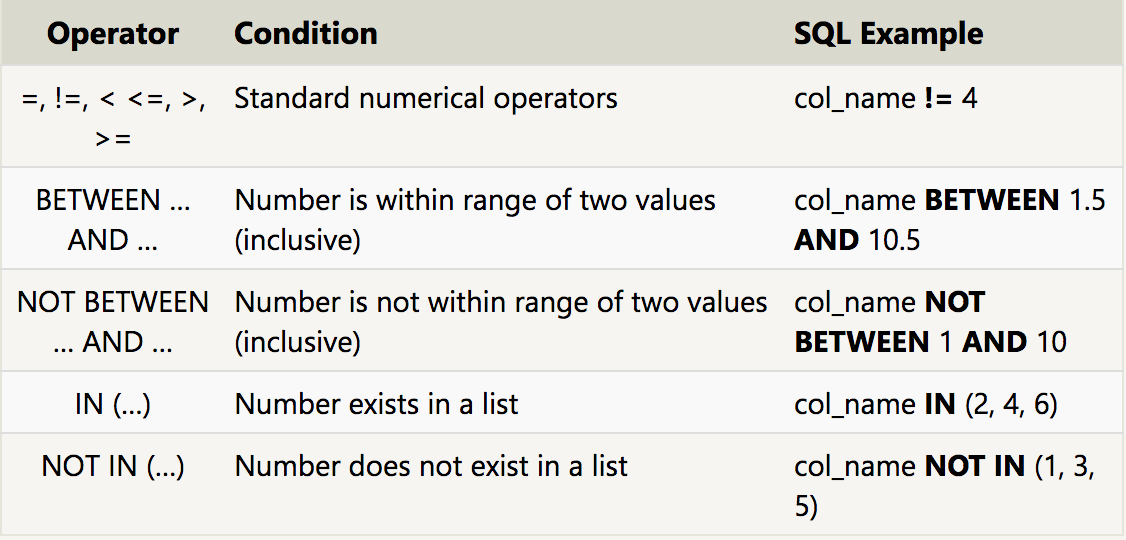 Operator Condition SQL Example
=, !=, < <=, >, Standard numerical operators col_name != 4
>=
BETWEEN … Number is within range of two values col_name BETWEEN 1.5
AND … (inclusive) AND 10.5
NOT BETWEEN Number is not within range of two values col_name NOT
… AND … (inclusive) BETWEEN 1 AND 10
IN (…) Number exists in a list col_name IN (2, 4, 6)
NOT IN (…) Number does not exist in a list col_name NOT IN (1, 3,
5)